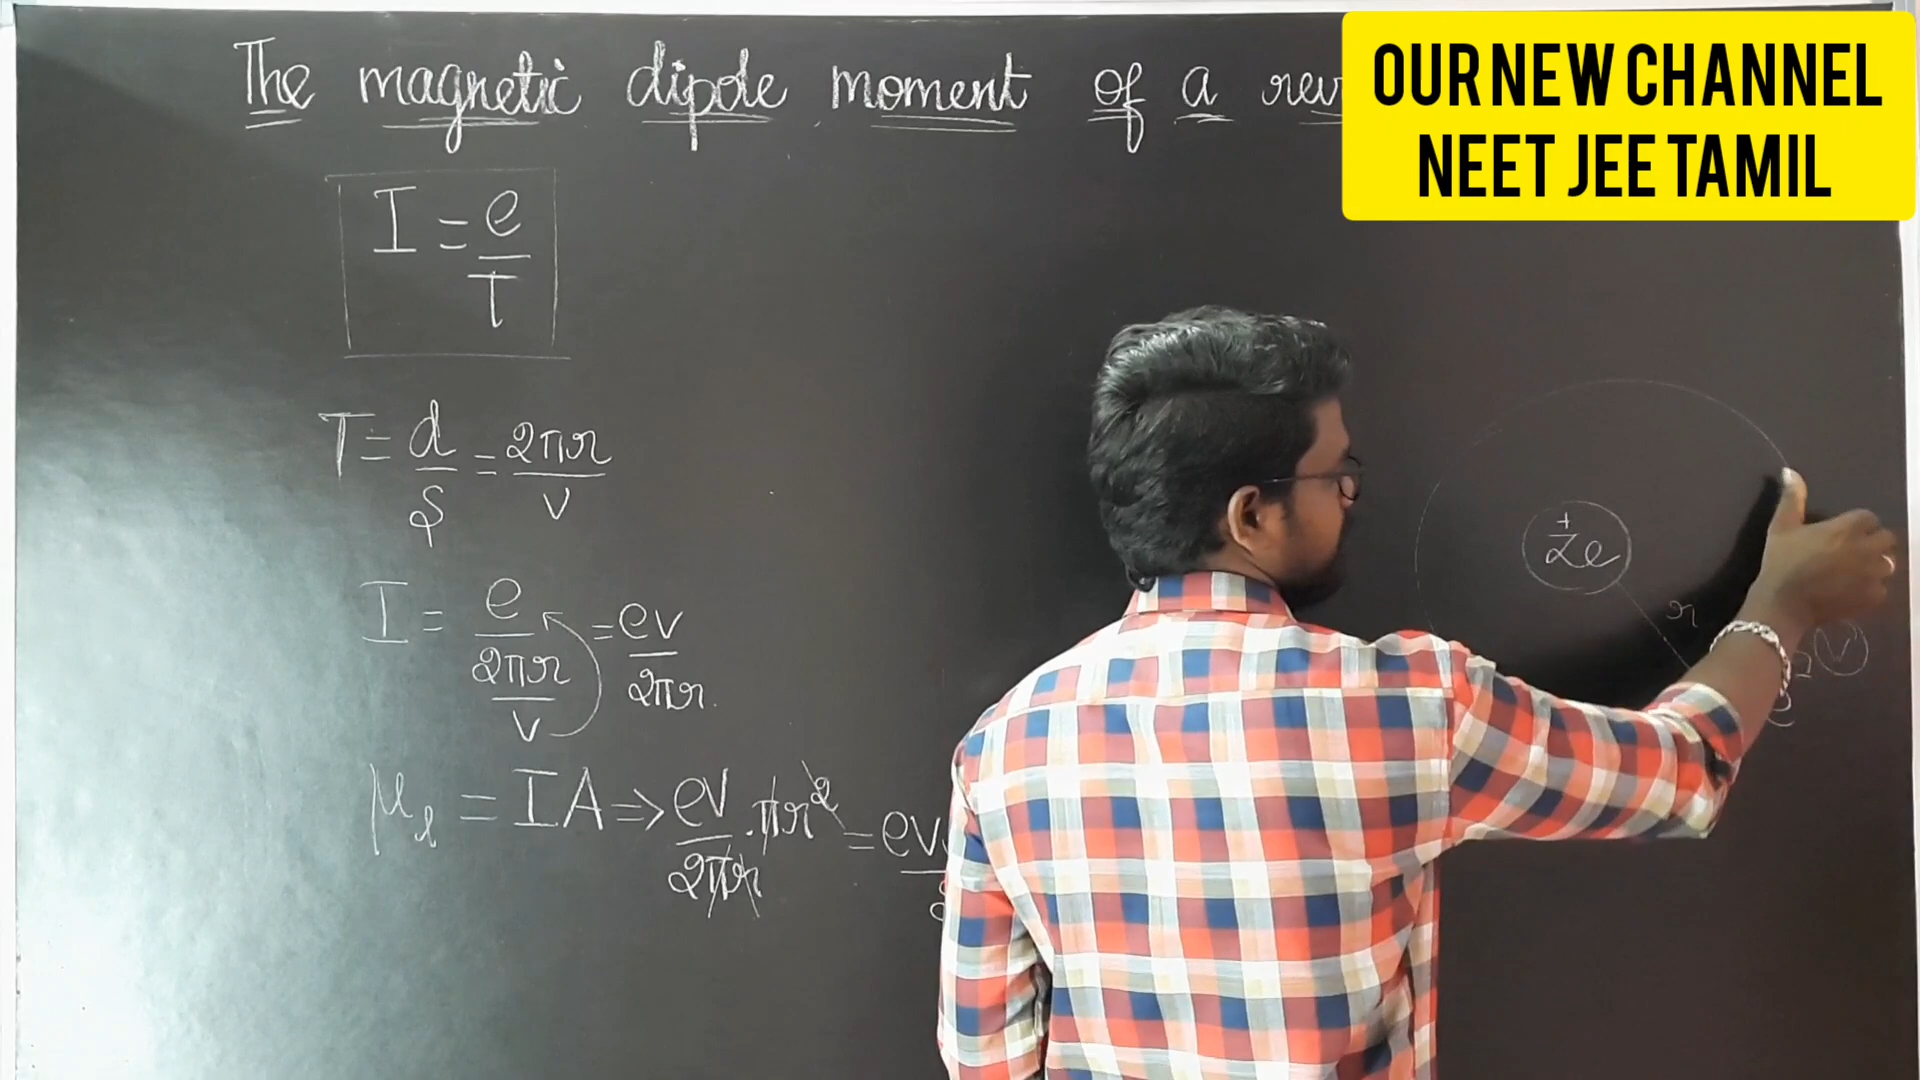 The magnetic dipole moment of a rev
OUR NEW CHANNEL
NEET JEE TAMIL
I = e/T
T = d/s = 2πr/v
I = e/(2πr/v) = ev/2πr.
μl = IA => ev/2πr . πr² = ev
+
Ze
r
v
e